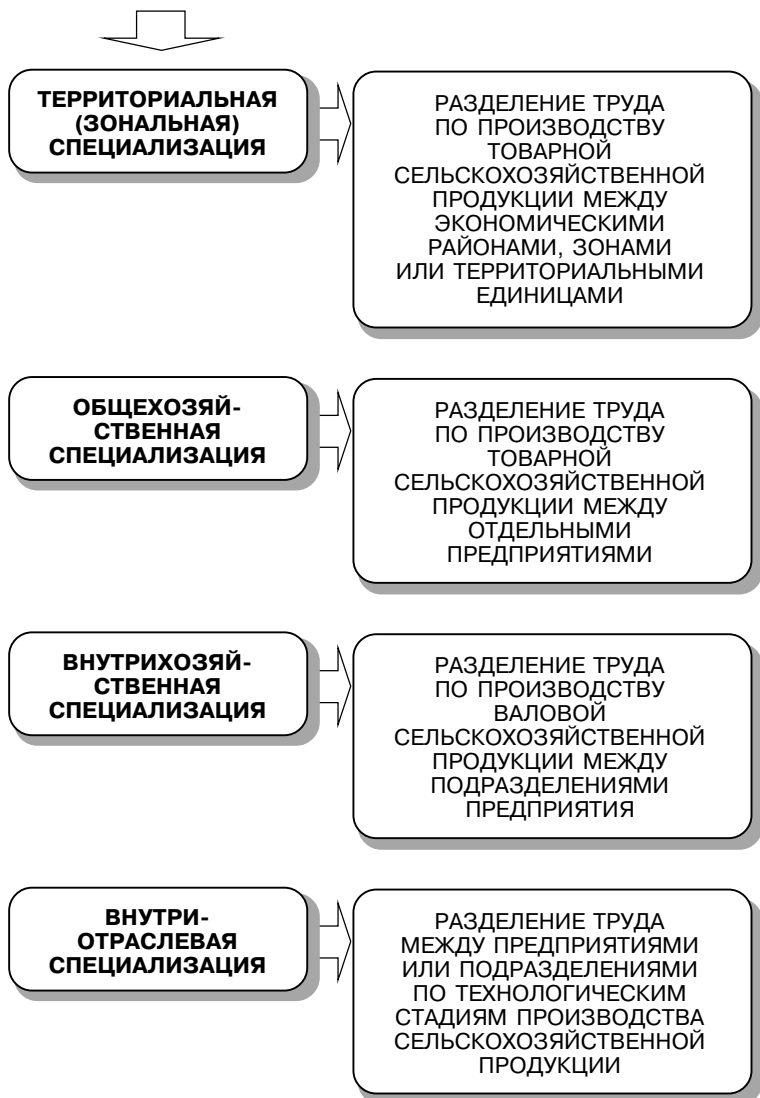 ТЕРРИТОРИАЛЬНАЯ
(ЗОНАЛЬНАЯ)
СПЕЦИАЛИЗАЦИЯ
РАЗДЕЛЕНИЕ ТРУДА
ПО ПРОИЗВОДСТВУ
ТОВАРНОЙ
СЕЛЬСКОХОЗЯЙСТВЕННОЙ
ПРОДУКЦИИ МЕЖДУ
ЭКОНОМИЧЕСКИМИ
РАЙОНАМИ, ЗОНАМИ
ИЛИ ТЕРРИТОРИАЛЬНЫМИ
ЕДИНИЦАМИ
ОБЩЕХОЗЯЙ-
СТВЕННАЯ
СПЕЦИАЛИЗАЦИЯ
РАЗДЕЛЕНИЕ ТРУДА
ПО ПРОИЗВОДСТВУ
ТОВАРНОЙ
СЕЛЬСКОХОЗЯЙСТВЕННОЙ
ПРОДУКЦИИ МЕЖДУ
ОТДЕЛЬНЫМИ
ПРЕДПРИЯТИЯМИ
ВНУТРИХОЗЯЙ-
СТВЕННАЯ
СПЕЦИАЛИЗАЦИЯ
РАЗДЕЛЕНИЕ ТРУДА
ПО ПРОИЗВОДСТВУ
ВАЛОВОЙ
СЕЛЬСКОХОЗЯЙСТВЕННОЙ
ПРОДУКЦИИ МЕЖДУ
ПОДРАЗДЕЛЕНИЯМИ
ПРЕДПРИЯТИЯ
ВНУТРИ-
ОТРАСЛЕВАЯ
СПЕЦИАЛИЗАЦИЯ
РАЗДЕЛЕНИЕ ТРУДА
МЕЖДУ ПРЕДПРИЯТИЯМИ
ИЛИ ПОДРАЗДЕЛЕНИЯМИ
ПО ТЕХНОЛОГИЧЕСКИМ
СТАДИЯМ ПРОИЗВОДСТВА
СЕЛЬСКОХОЗЯЙСТВЕННОЙ
ПРОДУКЦИИ